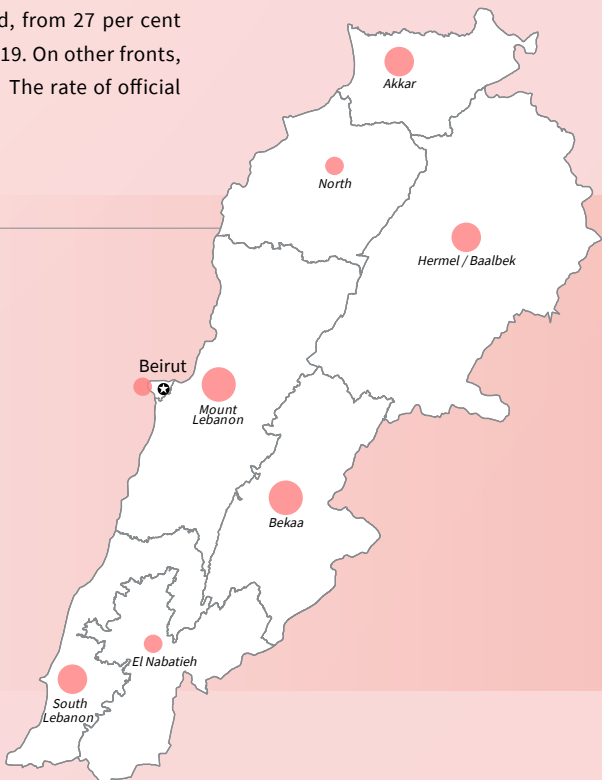 d, from 27 per cent
19. On other fronts,
The rate of official
Akkar
North
Hermel / Baalbek
Beirut
Mount
Lebanon
Bekaa
El Nabatieh
South
Lebanon